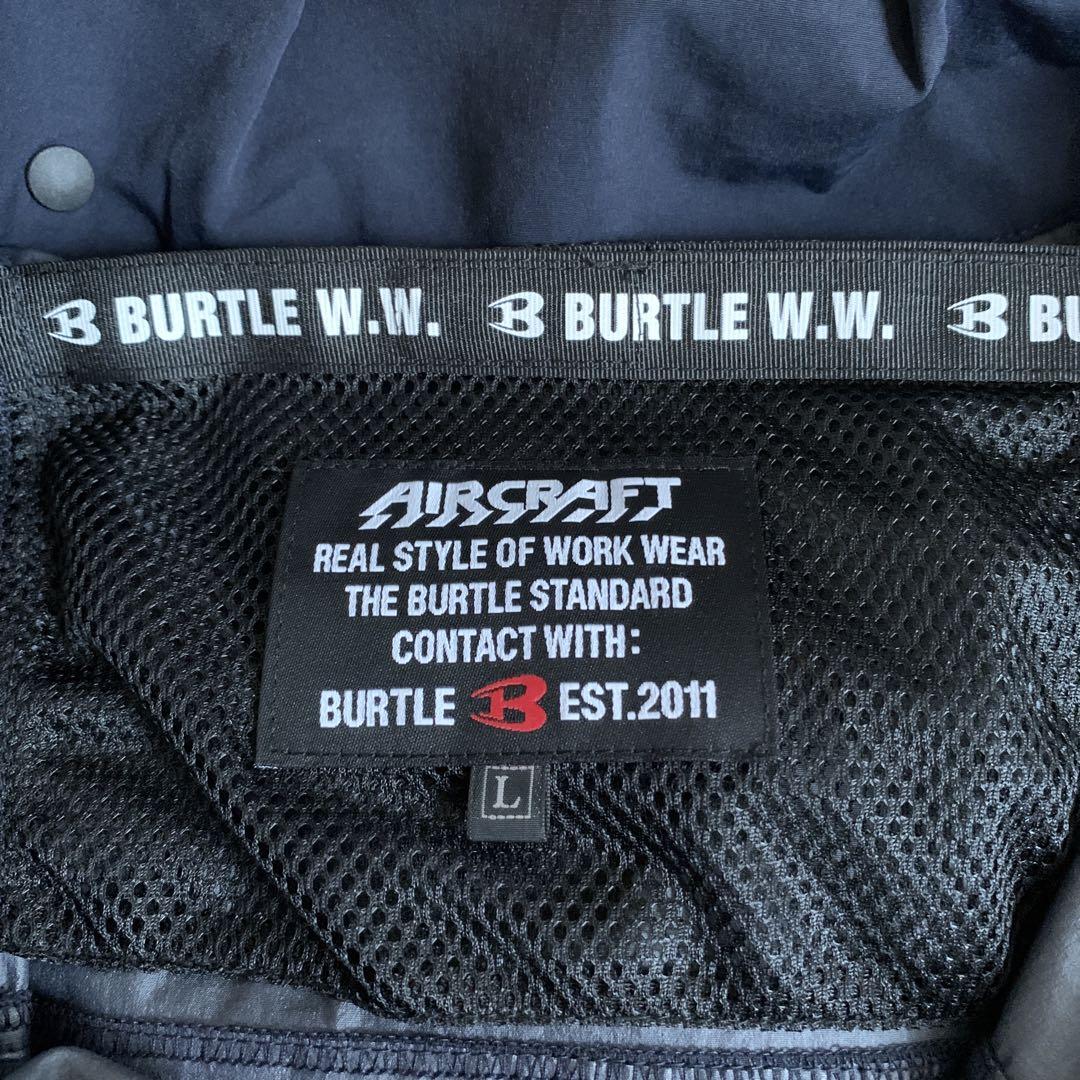 B BURTLE W.W. B BURTLE W.W. B BU
AIRCRAFT
REAL STYLE OF WORK WEAR
THE BURTLE STANDARD
CONTACT WITH:
BURTLE B EST.2011
L